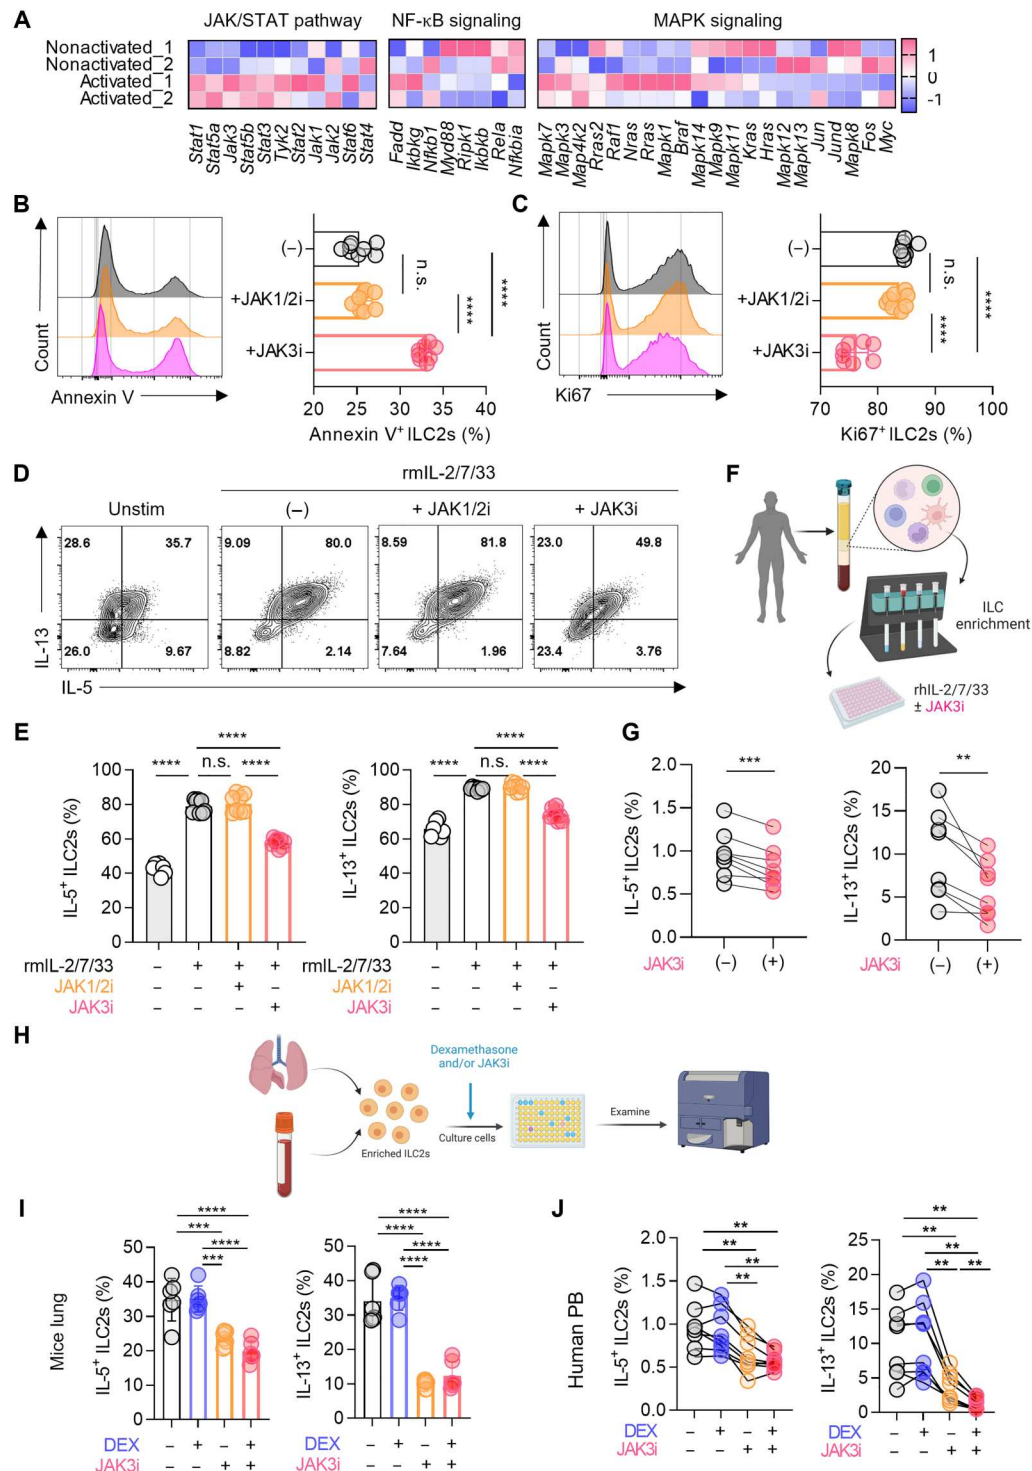 A
JAK/STAT pathway
NF-κB signaling
MAPK signaling
Nonactivated_1
Nonactivated_2
Activated_1
Activated_2
1
0
-1
Stat1
Stat5a
Jak3
Stat5b
Stat3
Tyk2
Stat2
Jak1
Jak2
Stat6
Stat4
Fadd
Ikbkg
Nfkb1
Myd88
Ripk1
Ikbkb
Rela
Nfkbia
Mapk7
Mapk3
Map4k2
Rras2
Raf1
Nras
Rras
Mapk1
Braf
Mapk14
Mapk9
Mapk11
Kras
Hras
Mapk12
Mapk13
Jun
Jund
Mapk8
Fos
Myc
B
Count
Annexin V
(–)
+JAK1/2i
+JAK3i
n.s.
****
****
20 30 40
Annexin V+ ILC2s (%)
C
Count
Ki67
(–)
+JAK1/2i
+JAK3i
n.s.
****
****
70 80 90 100
Ki67+ ILC2s (%)
D
rmIL-2/7/33
Unstim
(–)
+ JAK1/2i
+ JAK3i
28.6 35.7
26.0 9.67
9.09 80.0
8.82 2.14
8.59 81.8
7.64 1.96
23.0 49.8
23.4 3.76
IL-13
IL-5
F
ILC
enrichment
rhIL-2/7/33
± JAK3i
E
****
**** n.s. ****
IL-5+ ILC2s (%)
100
80
60
40
20
0
rmIL-2/7/33 – + + +
JAK1/2i – – + –
JAK3i – – – +
****
**** n.s. ****
IL-13+ ILC2s (%)
100
80
60
40
20
0
rmIL-2/7/33 – + + +
JAK1/2i – – + –
JAK3i – – – +
G
***
IL-5+ ILC2s (%)
2.0
1.5
1.0
0.5
0.0
JAK3i (–) (+)
**
IL-13+ ILC2s (%)
20
15
10
5
0
JAK3i (–) (+)
H
Enriched ILC2s
Dexamethasone
and/or JAK3i
Culture cells
Examine
I
Mice lung
****
***
****
***
IL-5+ ILC2s (%)
50
40
30
20
10
0
DEX – + – +
JAK3i – – + +
****
****
****
****
IL-13+ ILC2s (%)
50
40
30
20
10
0
DEX – + – +
JAK3i – – + +
J
Human PB
**
**
**
**
IL-5+ ILC2s (%)
2.0
1.5
1.0
0.5
0.0
DEX – + – +
JAK3i – – + +
**
**
**
** **
IL-13+ ILC2s (%)
25
20
15
10
5
0
DEX – + – +
JAK3i – – + +